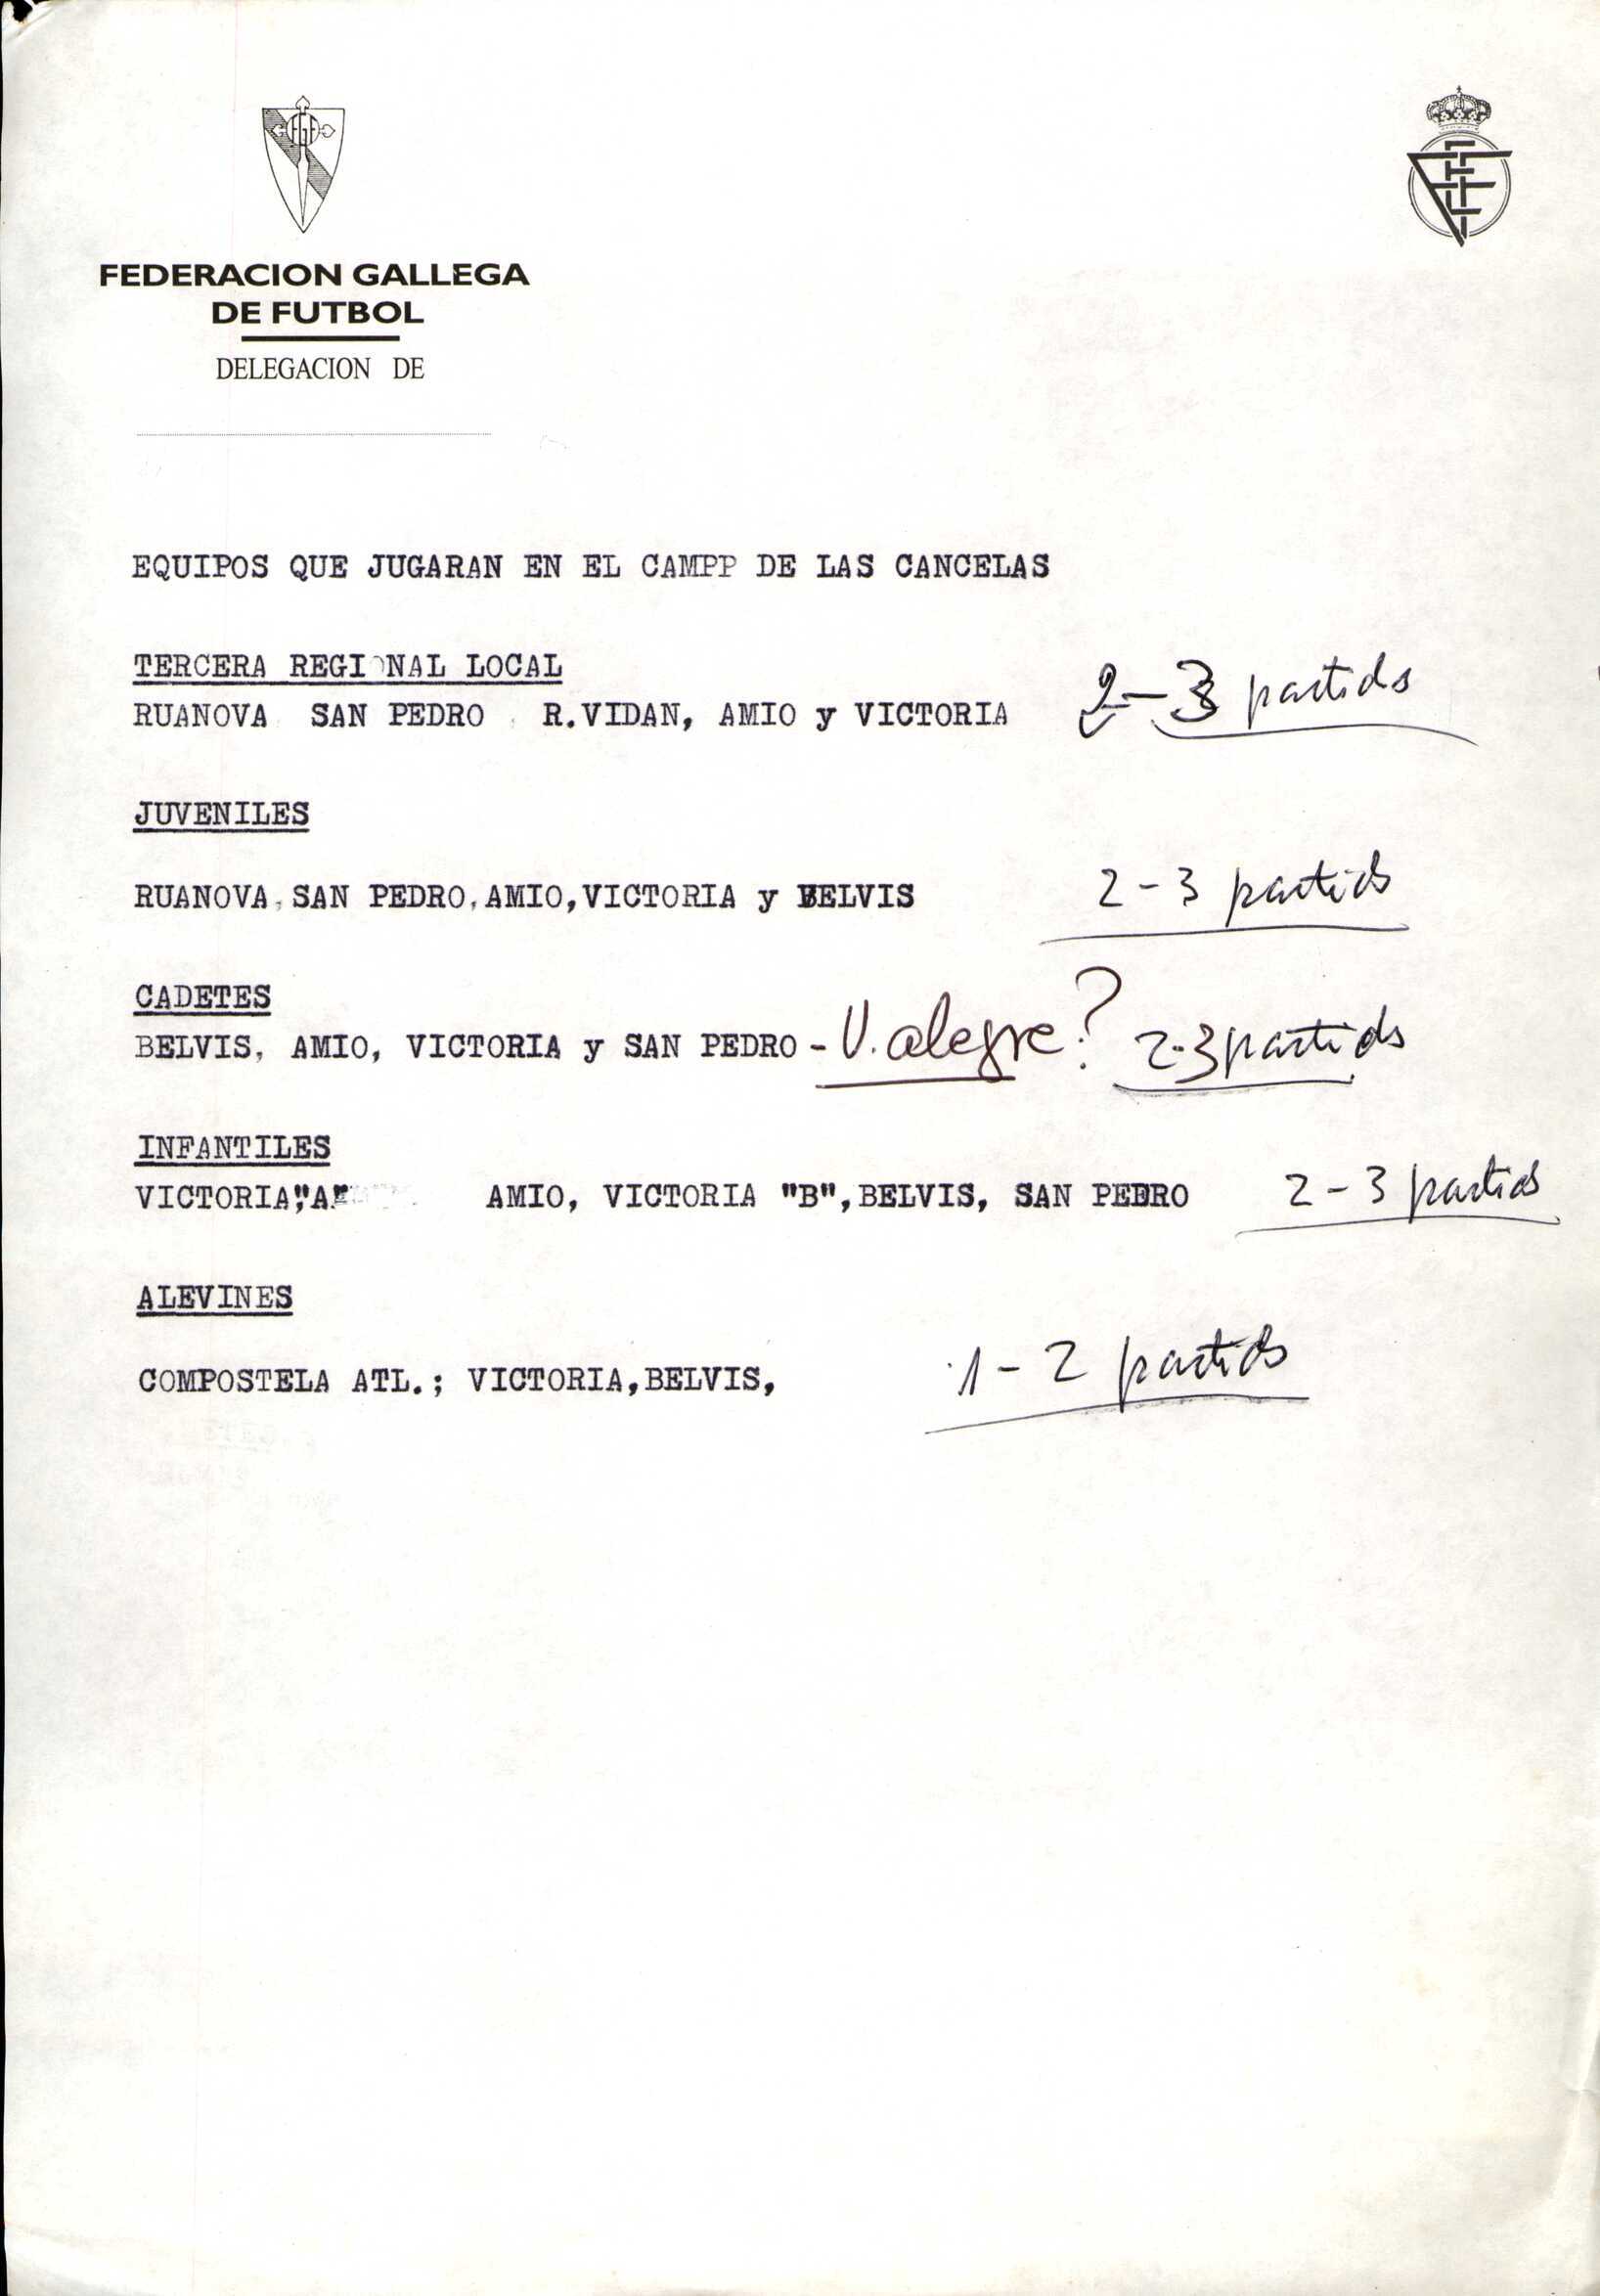 FGF
FEDERACION GALLEGA
DE FUTBOL
DELEGACION DE
EQUIPOS QUE JUGARAN EN EL CAMPP DE LAS CANCELAS
TERCERA REGIONAL LOCAL
RUANOVA SAN PEDRO , R.VIDAN, AMIO y VICTORIA 2-3 partidos
JUVENILES
RUANOVA, SAN PEDRO, AMIO, VICTORIA y BELVIS 2-3 partidos
CADETES
BELVIS, AMIO, VICTORIA y SAN PEDRO - V. alegre? 2-3 partidos
INFANTILES
VICTORIA"A" AMIO, VICTORIA "B", BELVIS, SAN PEDRO 2-3 partidos
ALEVINES
COMPOSTELA ATL.; VICTORIA, BELVIS, 1-2 partidos